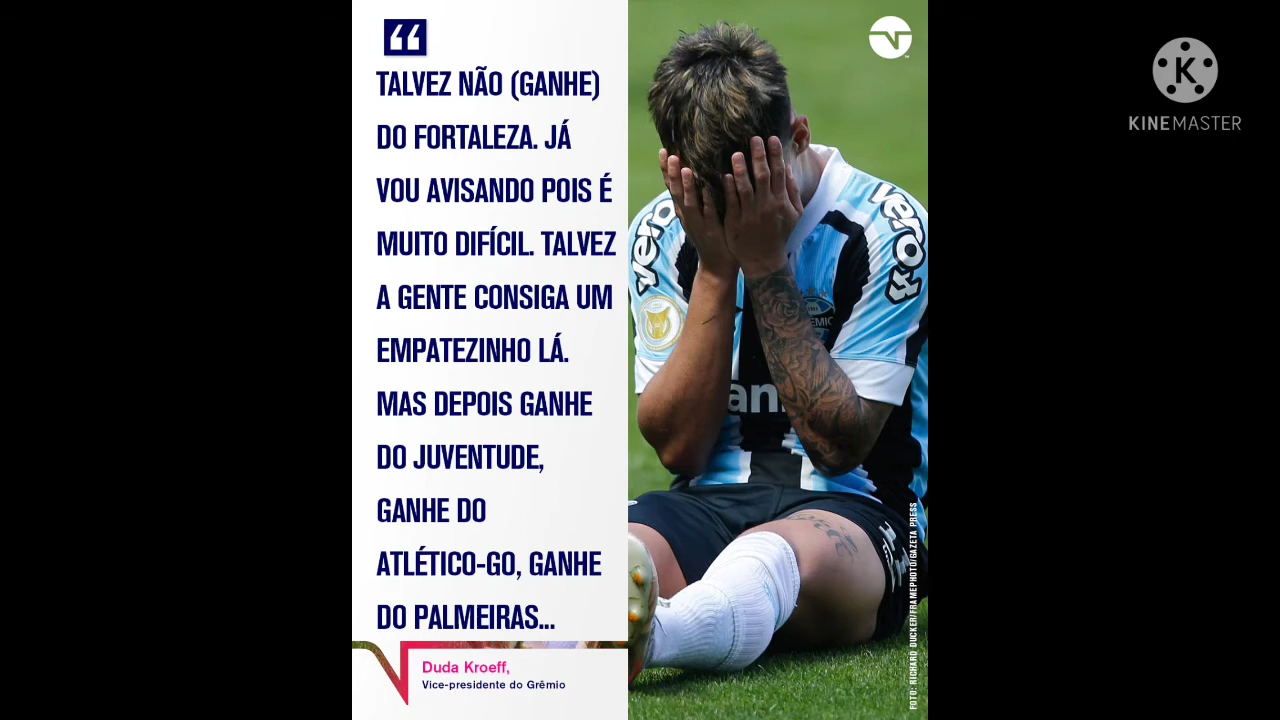 TALVEZ NÃO (GANHE)
DO FORTALEZA. JÁ
VOU AVISANDO POIS É
MUITO DIFÍCIL. TALVEZ
A GENTE CONSIGA UM
EMPATEZINHO LÁ.
MAS DEPOIS GANHE
DO JUVENTUDE,
GANHE DO
ATLÉTICO-GO, GANHE
DO PALMEIRAS...
Duda Kroeff,
Vice-presidente do Grêmio
vero
vero
FOTO: RICHARD DUCKER/FRAMEPHOTO/GAZETA PRESS
K
KINEMASTER